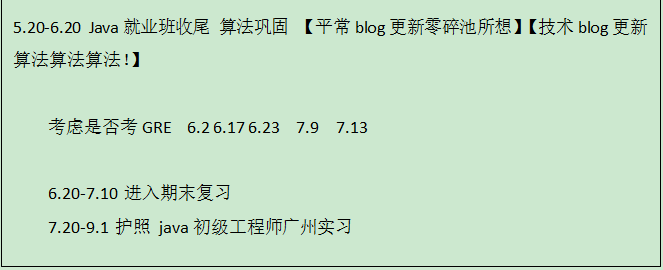 5.20-6.20 Java 就业班收尾 算法巩固 【平常 blog 更新零碎池所想】【技术 blog 更新
算法算法算法！】
考虑是否考 GRE 6.2 6.17 6.23 7.9 7.13
6.20-7.10 进入期末复习
7.20-9.1 护照 java 初级工程师广州实习